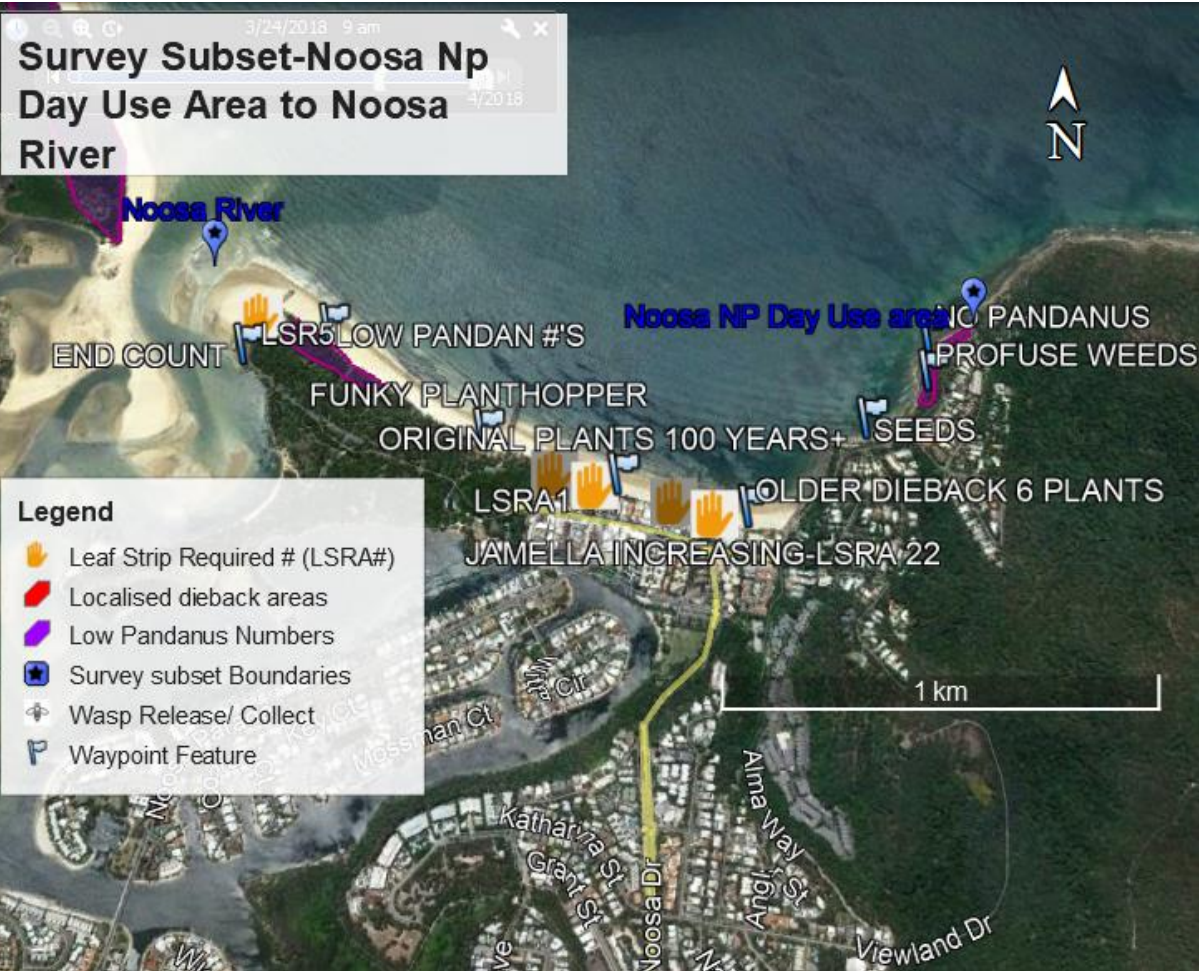 3/24/2018 9 am
Survey Subset-Noosa Np
Day Use Area to Noosa
River
4/2018
N
Noosa River
Noosa NP Day Use area
NO PANDANUS
LSR5
LOW PANDAN #'S
END COUNT
PROFUSE WEEDS
FUNKY PLANTHOPPER
ORIGINAL PLANTS 100 YEARS+
SEEDS
LSRA1
OLDER DIEBACK 6 PLANTS
JAMELLA INCREASING-LSRA 22
Legend
Leaf Strip Required # (LSRA#)
Localised dieback areas
Low Pandanus Numbers
Survey subset Boundaries
Wasp Release/ Collect
Waypoint Feature
1 km
Cir
Mossman Ct
Alma Way
Katharina St
Grant St
Noosa Dr
St
Viewland Dr